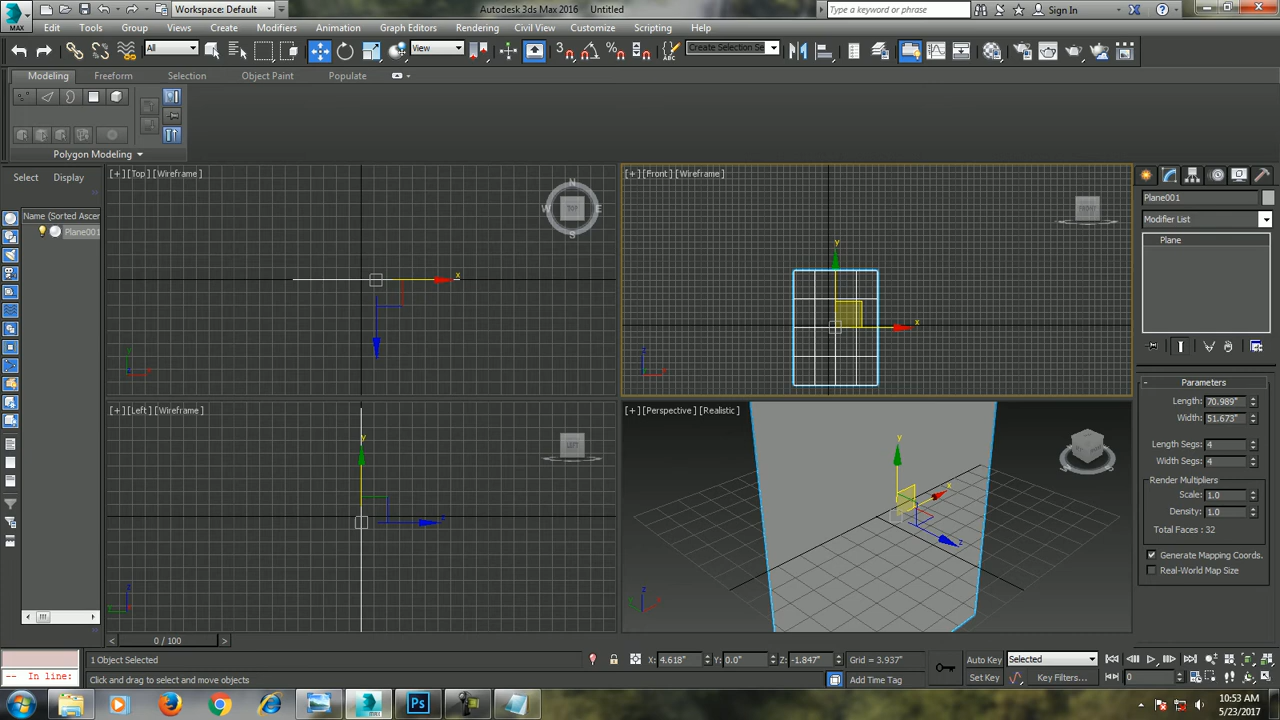 MAX
Workspace: Default
Autodesk 3ds Max 2016    Untitled
Type a keyword or phrase
Sign In
Edit Tools Group Views Create Modifiers Animation Graph Editors Rendering Civil View Customize Scripting Help
All
View
3
Create Selection Se
Modeling Freeform Selection Object Paint Populate
Polygon Modeling
Select Display
Name (Sorted Ascen
Plane001
[+] [Top] [Wireframe]
N
W TOP E
S
x
[+] [Front] [Wireframe]
FRONT
y
x
[+] [Left] [Wireframe]
LEFT
y
z
[+] [Perspective] [Realistic]
y
x
z
Plane001
Modifier List
Plane
- Parameters
Length: 70.989"
Width: 51.673"
Length Segs: 4
Width Segs: 4
Render Multipliers
Scale: 1.0
Density: 1.0
Total Faces : 32
Generate Mapping Coords.
Real-World Map Size
< 0 / 100 >
1 Object Selected
X: 4.618" Y: 0.0" Z: -1.847" Grid = 3.937"
Auto Key Selected
-- In line:
Click and drag to select and move objects
Add Time Tag
Set Key Key Filters...
0
Ps
10:53 AM
5/23/2017